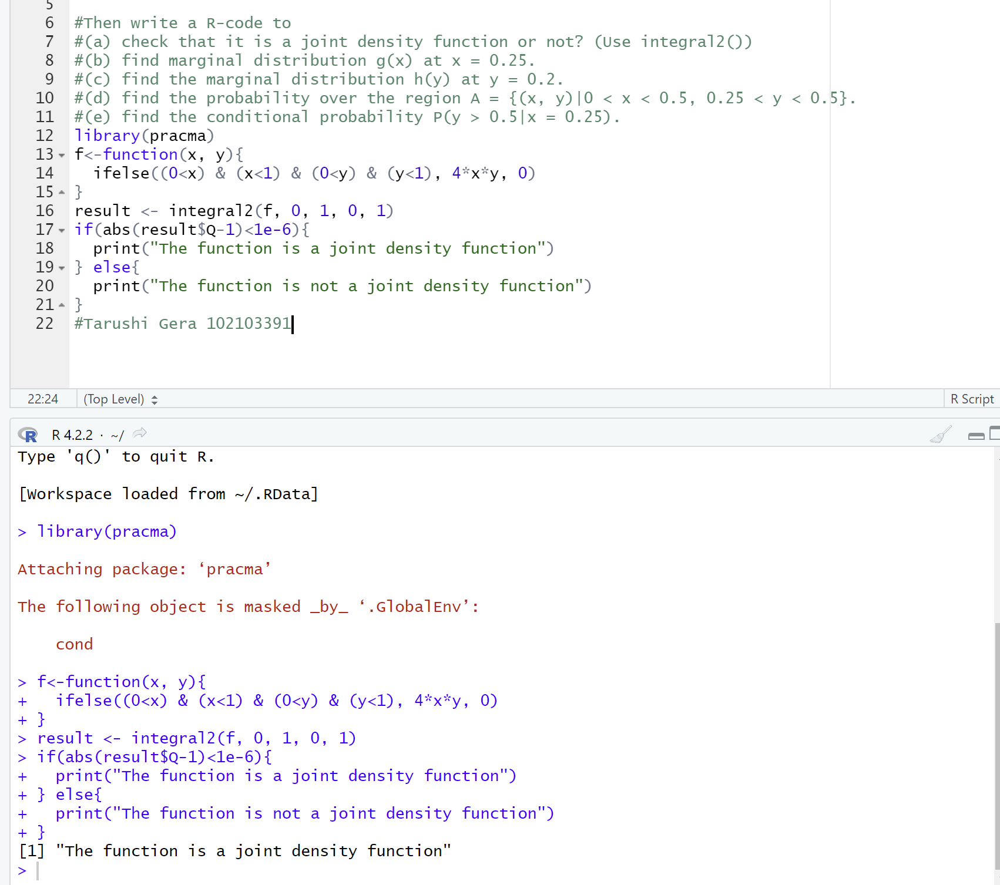 5
6 #Then write a R-code to
7 #(a) check that it is a joint density function or not? (Use integral2())
8 #(b) find marginal distribution g(x) at x = 0.25.
9 #(c) find the marginal distribution h(y) at y = 0.2.
10 #(d) find the probability over the region A = {(x, y)|0 < x < 0.5, 0.25 < y < 0.5}.
11 #(e) find the conditional probability P(y > 0.5|x = 0.25).
12 library(pracma)
13 f<-function(x, y){
14   ifelse((0<x) & (x<1) & (0<y) & (y<1), 4*x*y, 0)
15 }
16 result <- integral2(f, 0, 1, 0, 1)
17 if(abs(result$Q-1)<1e-6){
18   print("The function is a joint density function")
19 } else{
20   print("The function is not a joint density function")
21 }
22 #Tarushi Gera 102103391
22:24 (Top Level) R Script
R R 4.2.2 · ~/
Type 'q()' to quit R.
[Workspace loaded from ~/.RData]
> library(pracma)
Attaching package: ‘pracma’
The following object is masked _by_ ‘.GlobalEnv’:
    cond
> f<-function(x, y){
+   ifelse((0<x) & (x<1) & (0<y) & (y<1), 4*x*y, 0)
+ }
> result <- integral2(f, 0, 1, 0, 1)
> if(abs(result$Q-1)<1e-6){
+   print("The function is a joint density function")
+ } else{
+   print("The function is not a joint density function")
+ }
[1] "The function is a joint density function"
>